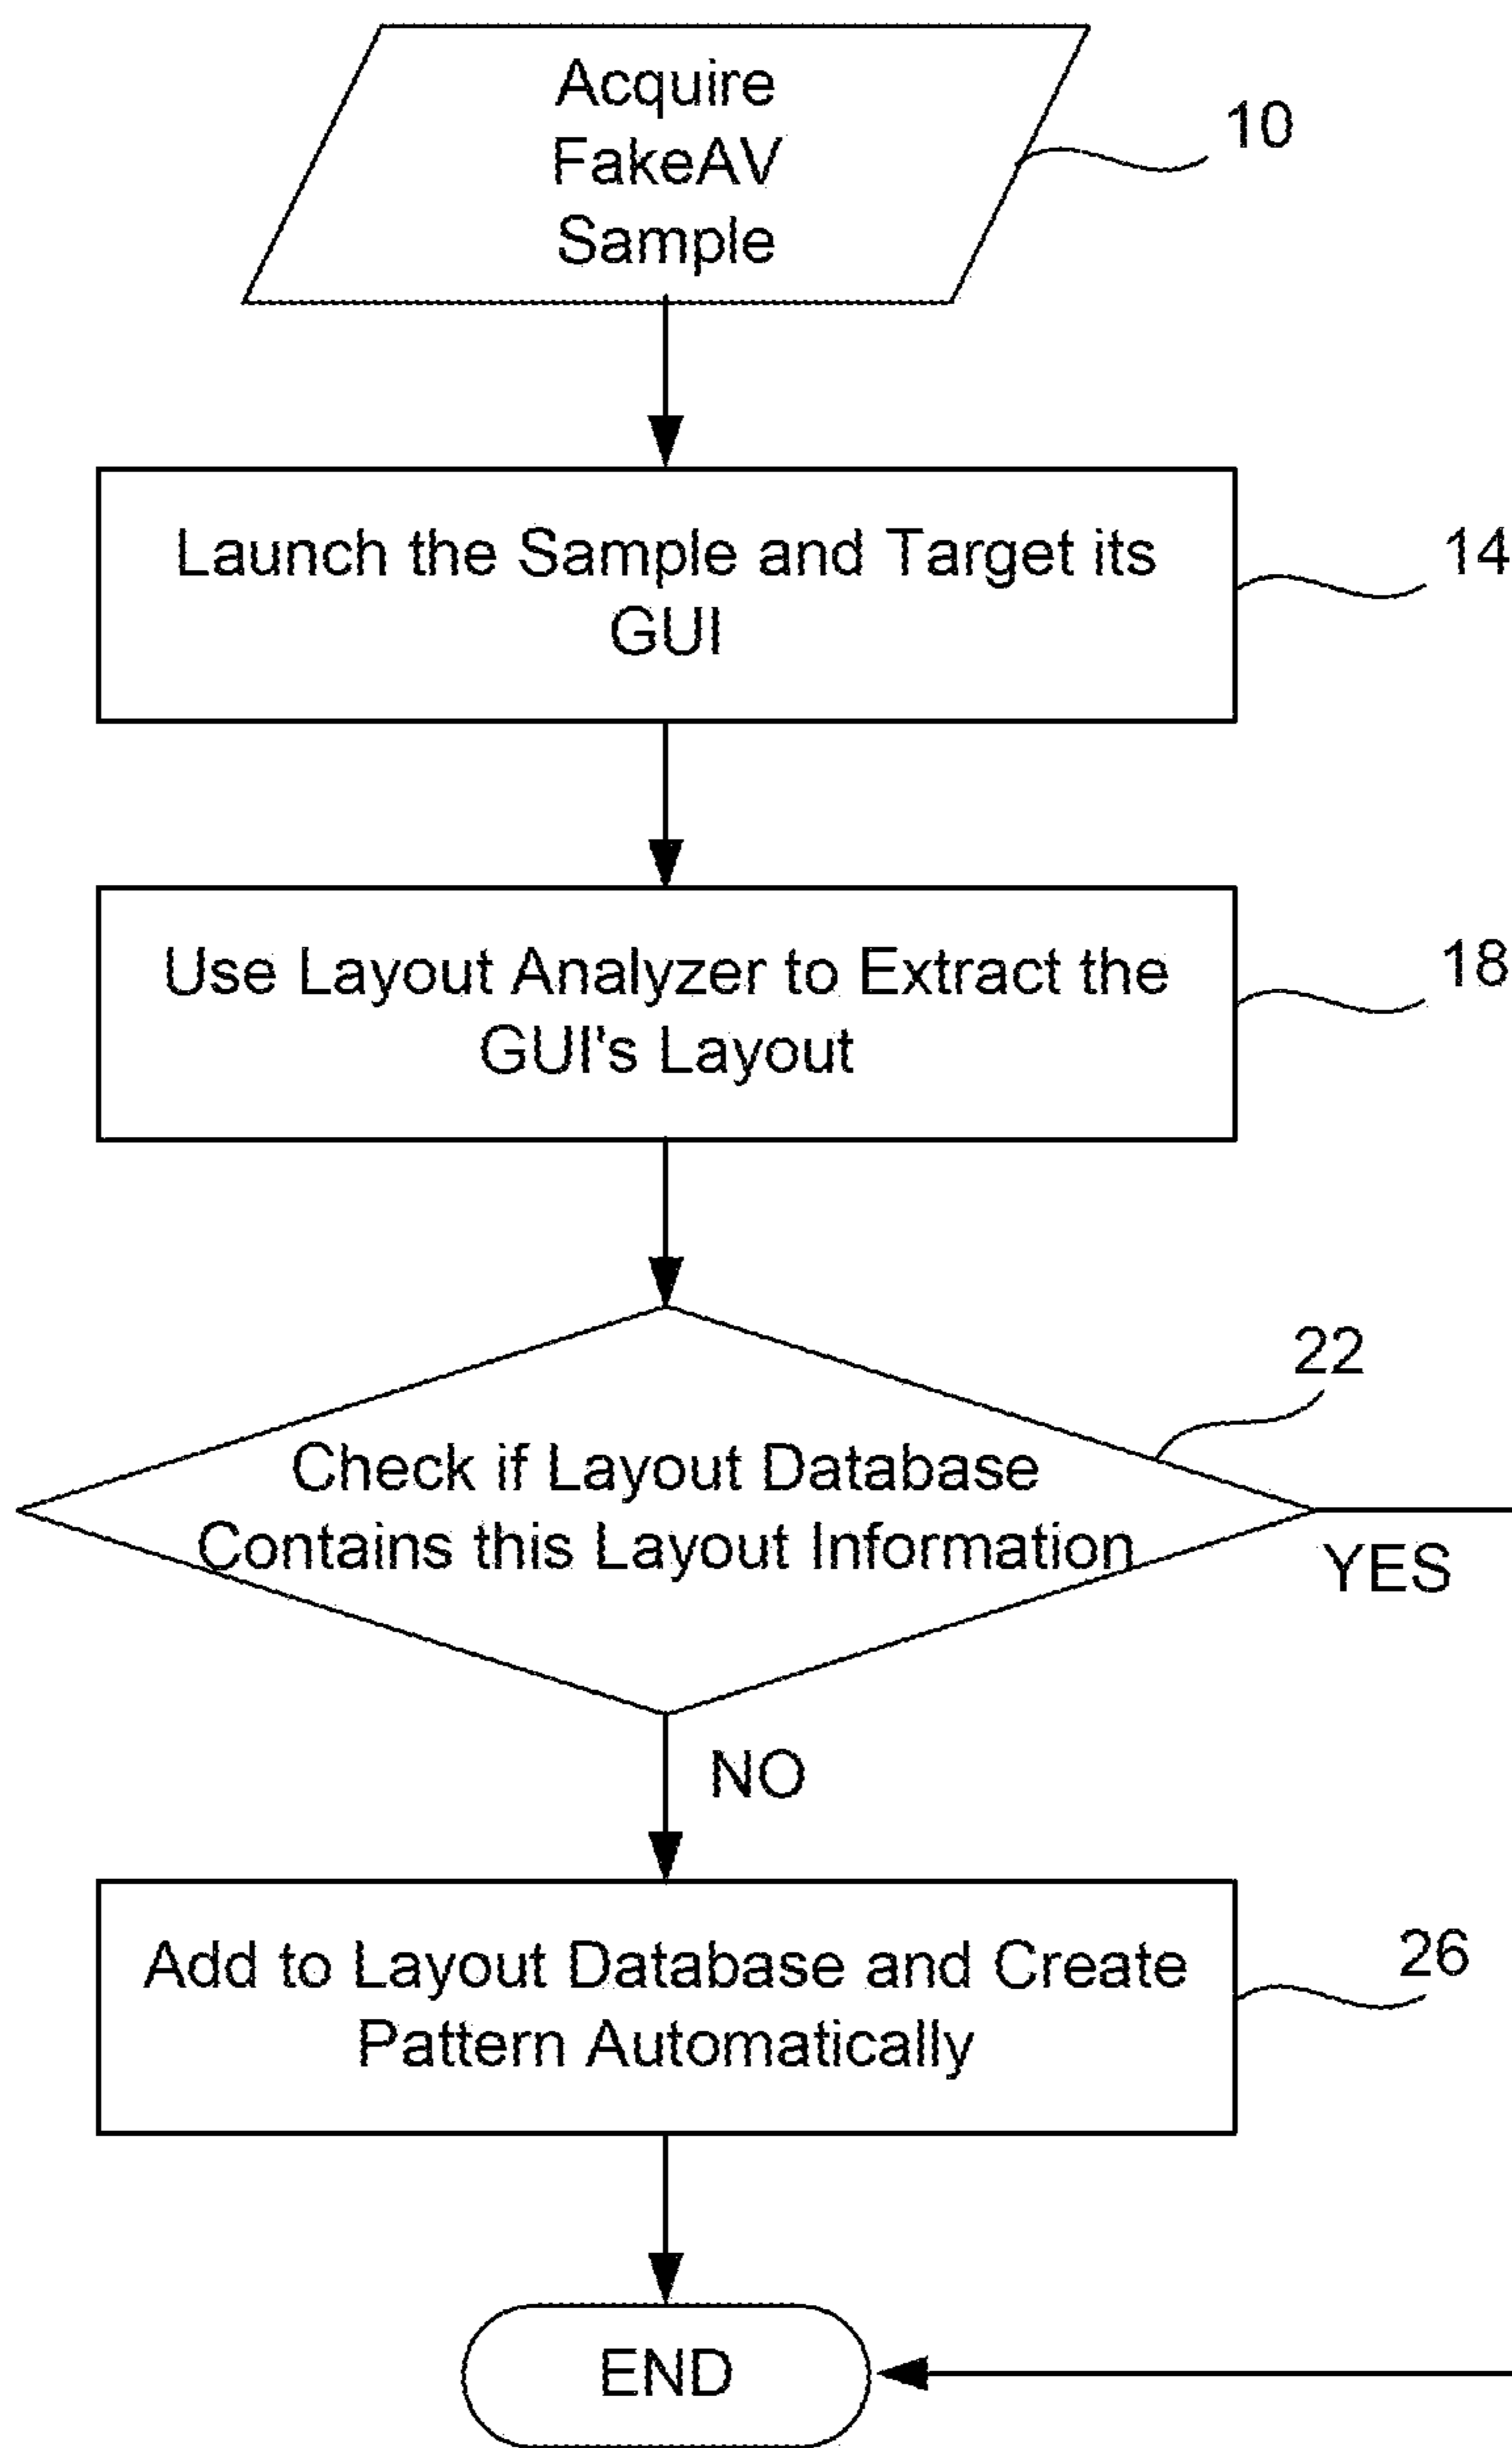 Acquire
FakeAV
Sample
10
Launch the Sample and Target its
GUI
14
Use Layout Analyzer to Extract the
GUI's Layout
18
22
Check if Layout Database
Contains this Layout Information
YES
NO
Add to Layout Database and Create
Pattern Automatically
26
END